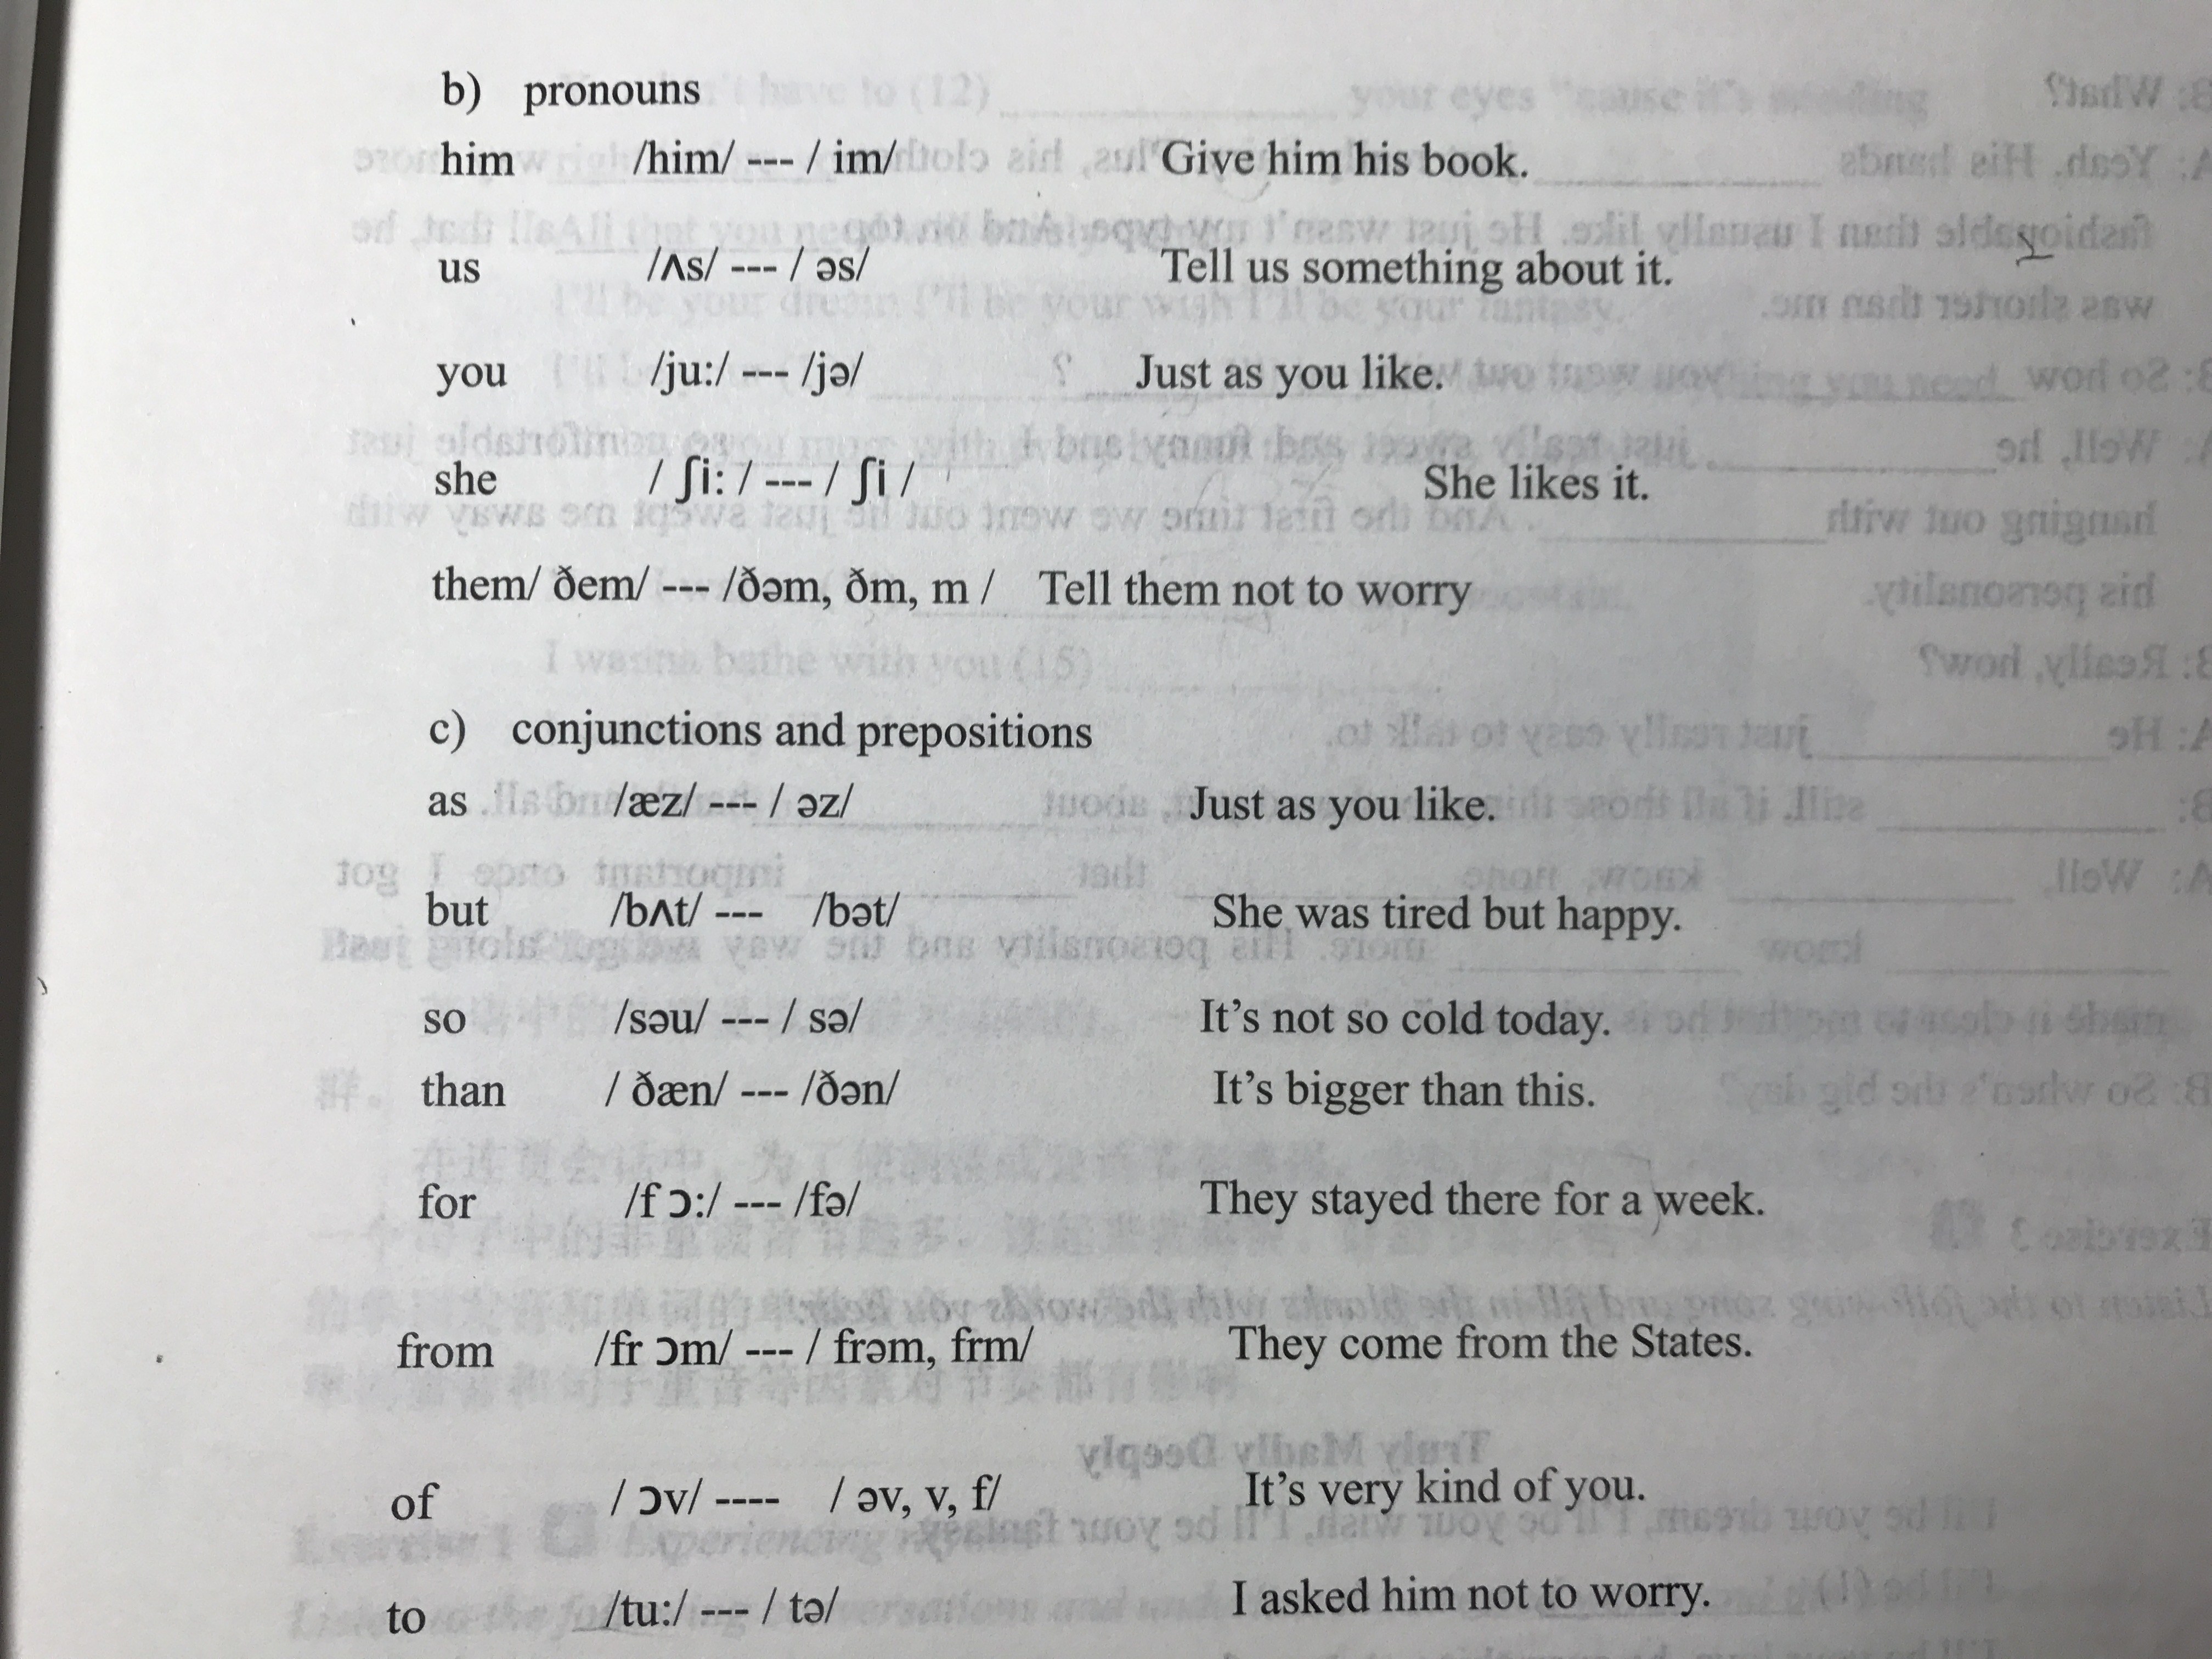 b) pronouns
him /him/ --- / im/ Give him his book.
us /ʌs/ --- / əs/ Tell us something about it.
you /ju:/ --- /jə/ Just as you like.
she / ʃi: / --- / ʃi / She likes it.
them/ ðem/ --- /ðəm, ðm, m / Tell them not to worry
c) conjunctions and prepositions
as /æz/ --- / əz/ Just as you like.
but /bʌt/ --- /bət/ She was tired but happy.
so /səu/ --- / sə/ It's not so cold today.
than / ðæn/ --- /ðən/ It's bigger than this.
for /f ɔ:/ --- /fə/ They stayed there for a week.
from /fr ɔm/ --- / frəm, frm/ They come from the States.
of / ɔv/ ---- / əv, v, f/ It's very kind of you.
to /tu:/ --- / tə/ I asked him not to worry.